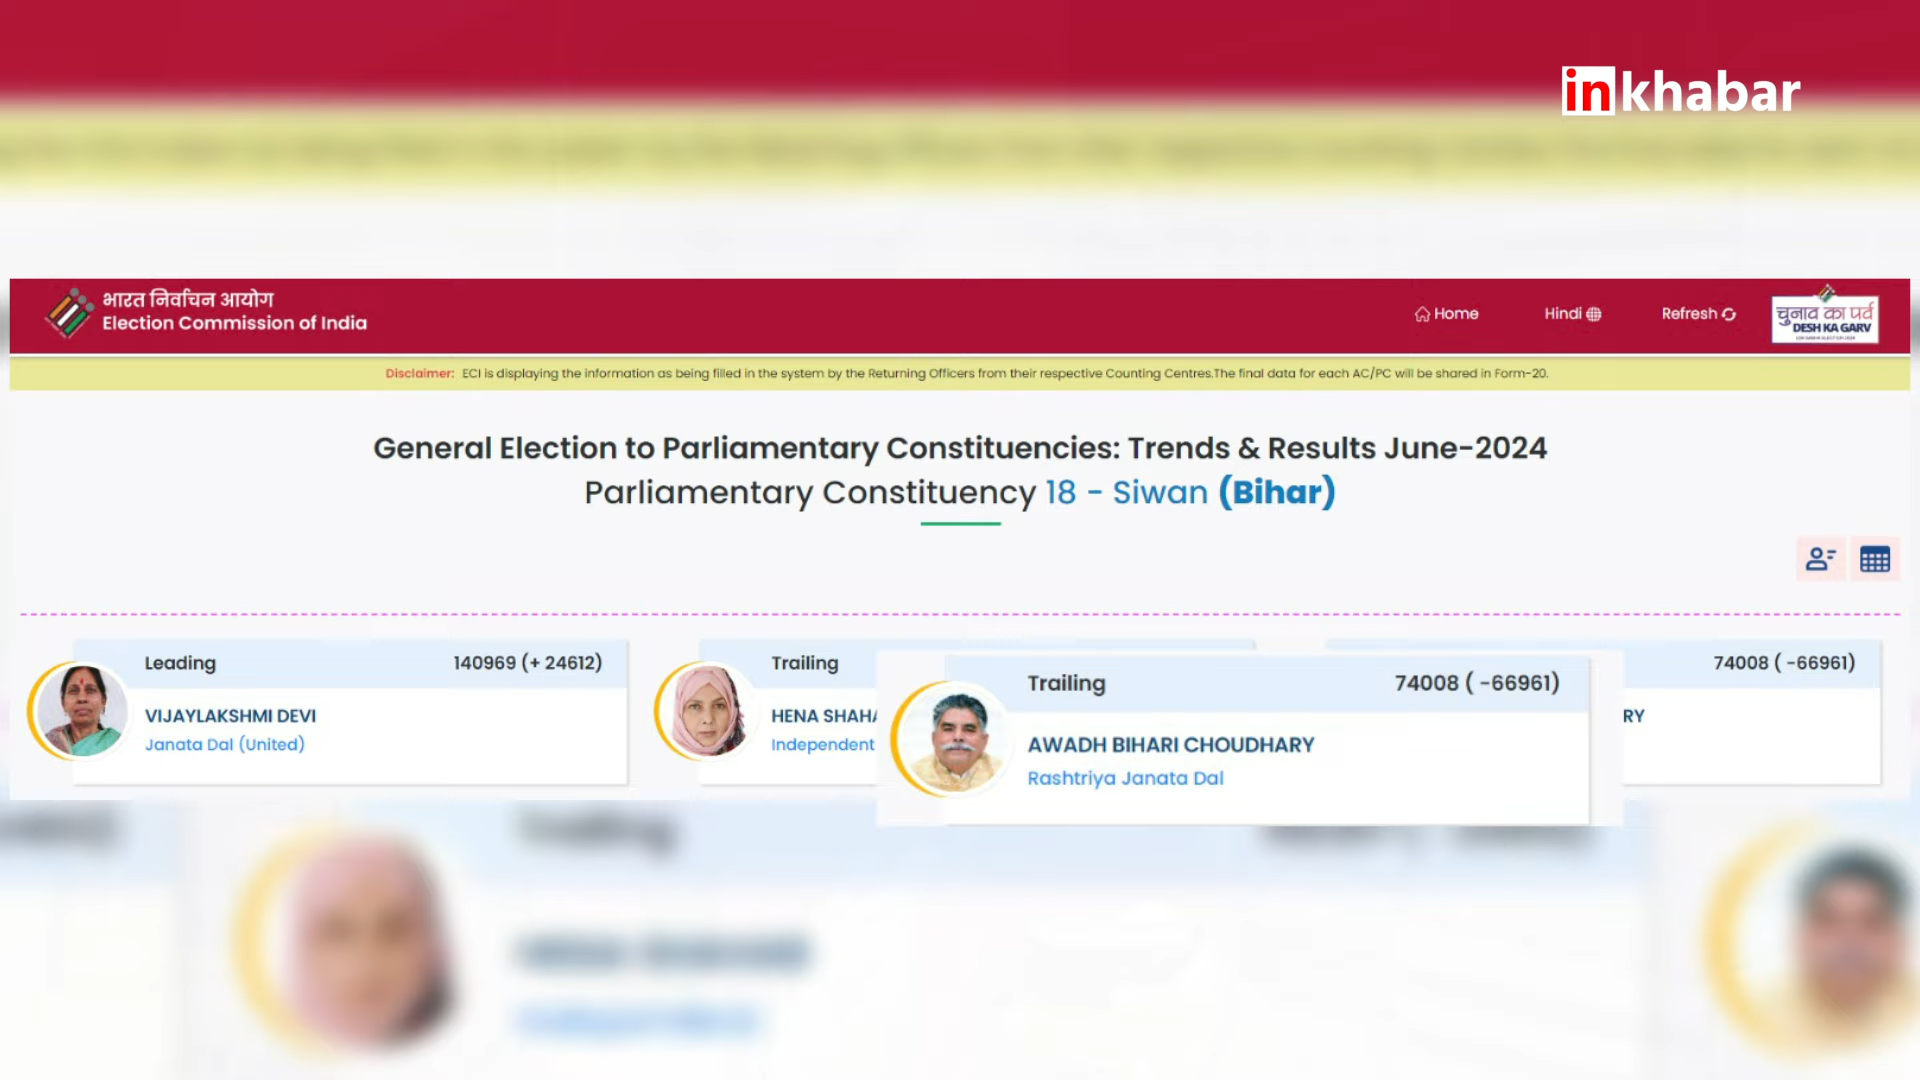 inkhabar
भारत निर्वाचन आयोग
Election Commission of India
Home
Hindi
Refresh
चुनाव का पर्व
DESH KA GARV
Disclaimer: ECI is displaying the information as being filled in the system by the Returning Officers from their respective Counting Centres.The final data for each AC/PC will be shared in Form-20.
General Election to Parliamentary Constituencies: Trends & Results June-2024
Parliamentary Constituency 18 - Siwan (Bihar)
Leading 140969 (+ 24612)
VIJAYLAKSHMI DEVI
Janata Dal (United)
Trailing
HENA SHAHA
Independent
Trailing 74008 ( -66961)
AWADH BIHARI CHOUDHARY
Rashtriya Janata Dal
74008 ( -66961)
RY